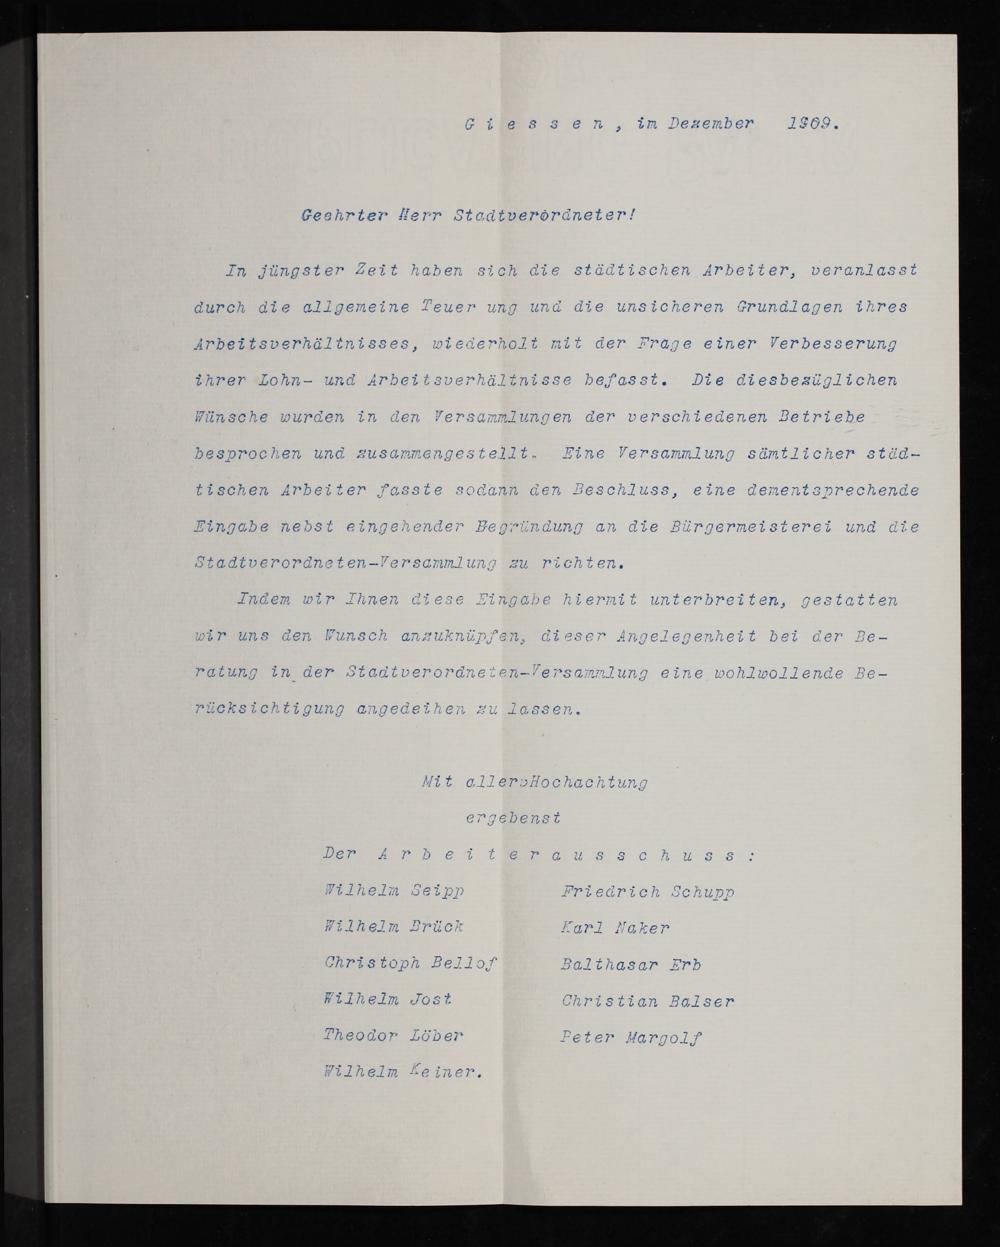 Giessen, im Dezember 1909.
Geehrter Herr Stadtverordneter!
In jüngster Zeit haben sich die städtischen Arbeiter, veranlasst
durch die allgemeine Teuer ung und die unsicheren Grundlagen ihres
Arbeitsverhältnisses, wiederholt mit der Frage einer Verbesserung
ihrer Lohn- und Arbeitsverhältnisse befasst. Die diesbezüglichen
Wünsche wurden in den Versammlungen der verschiedenen Betriebe
besprochen und zusammengestellt. Eine Versammlung sämtlicher städ-
tischen Arbeiter fasste sodann den Beschluss, eine dementsprechende
Eingabe nebst eingehender Begründung an die Bürgermeisterei und die
Stadtverordneten-Versammlung zu richten.
Indem wir Ihnen diese Eingabe hiermit unterbreiten, gestatten
wir uns den Wunsch anzuknüpfen, dieser Angelegenheit bei der Be-
ratung in der Stadtverordneten-Versammlung eine wohlwollende Be-
rücksichtigung angedeihen zu lassen.
Mit aller Hochachtung
ergebenst
Der Arbeiterausschuss:
Wilhelm Seipp Friedrich Schupp
Wilhelm Brück Karl Naker
Christoph Bellof Balthasar Erb
Wilhelm Jost Christian Balser
Theodor Löber Peter Margolf
Wilhelm Keiner.